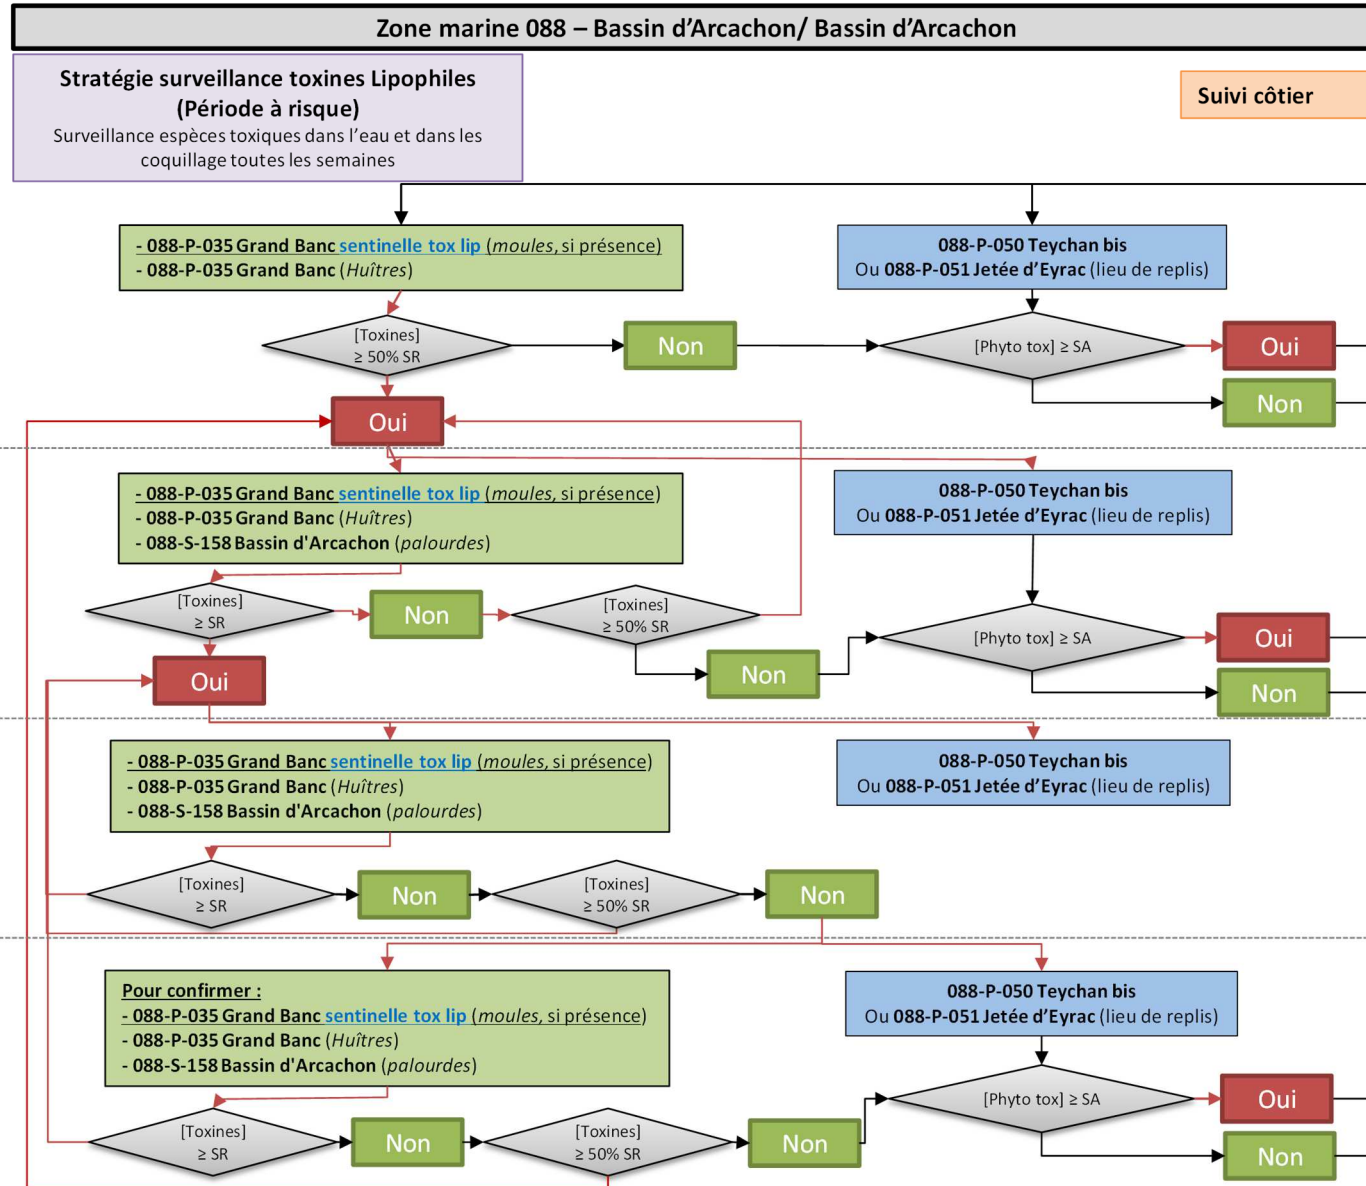 Zone marine 088 – Bassin d’Arcachon/ Bassin d’Arcachon
Stratégie surveillance toxines Lipophiles
(Période à risque)
Surveillance espèces toxiques dans l’eau et dans les
coquillage toutes les semaines
Suivi côtier
- 088-P-035 Grand Banc sentinelle tox lip (moules, si présence)
- 088-P-035 Grand Banc (Huîtres)
088-P-050 Teychan bis
Ou 088-P-051 Jetée d’Eyrac (lieu de replis)
[Toxines]
≥ 50% SR
Non
[Phyto tox] ≥ SA
Oui
Non
Oui
- 088-P-035 Grand Banc sentinelle tox lip (moules, si présence)
- 088-P-035 Grand Banc (Huîtres)
- 088-S-158 Bassin d'Arcachon (palourdes)
088-P-050 Teychan bis
Ou 088-P-051 Jetée d’Eyrac (lieu de replis)
[Toxines]
≥ SR
Non
[Toxines]
≥ 50% SR
[Phyto tox] ≥ SA
Oui
Oui
Non
Non
- 088-P-035 Grand Banc sentinelle tox lip (moules, si présence)
- 088-P-035 Grand Banc (Huîtres)
- 088-S-158 Bassin d'Arcachon (palourdes)
088-P-050 Teychan bis
Ou 088-P-051 Jetée d’Eyrac (lieu de replis)
[Toxines]
≥ SR
Non
[Toxines]
≥ 50% SR
Non
Pour confirmer :
- 088-P-035 Grand Banc sentinelle tox lip (moules, si présence)
- 088-P-035 Grand Banc (Huîtres)
- 088-S-158 Bassin d'Arcachon (palourdes)
088-P-050 Teychan bis
Ou 088-P-051 Jetée d’Eyrac (lieu de replis)
[Phyto tox] ≥ SA
Oui
[Toxines]
≥ SR
Non
[Toxines]
≥ 50% SR
Non
Non